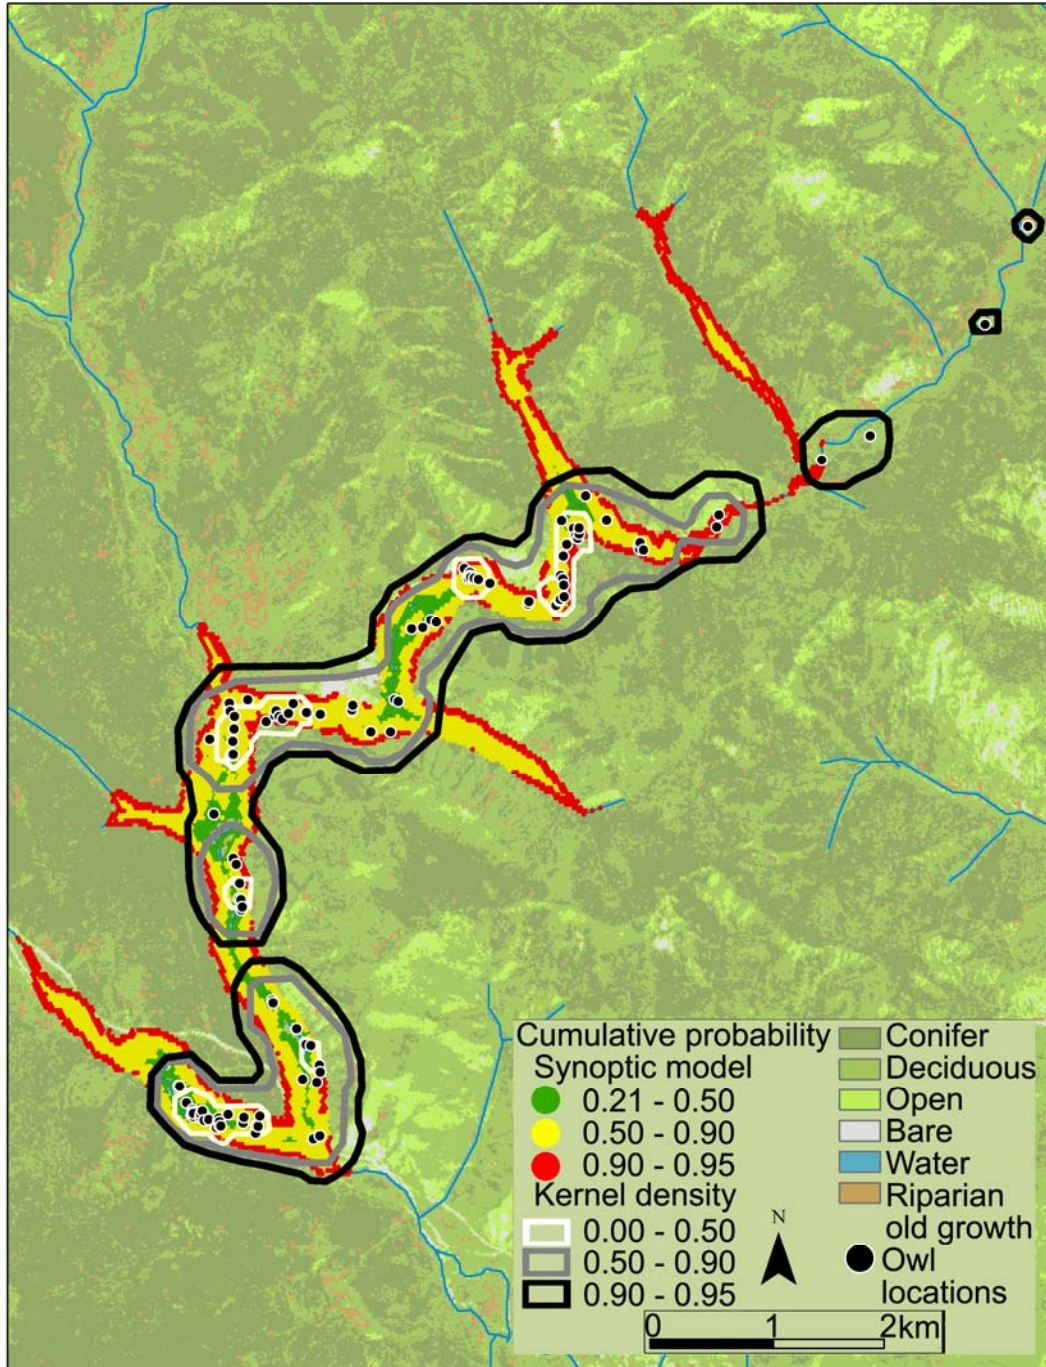 Cumulative probability
Synoptic model
0.21 - 0.50
0.50 - 0.90
0.90 - 0.95
Kernel density
0.00 - 0.50
0.50 - 0.90
0.90 - 0.95
Conifer
Deciduous
Open
Bare
Water
Riparian
old growth
Owl
locations
N
0 1 2km